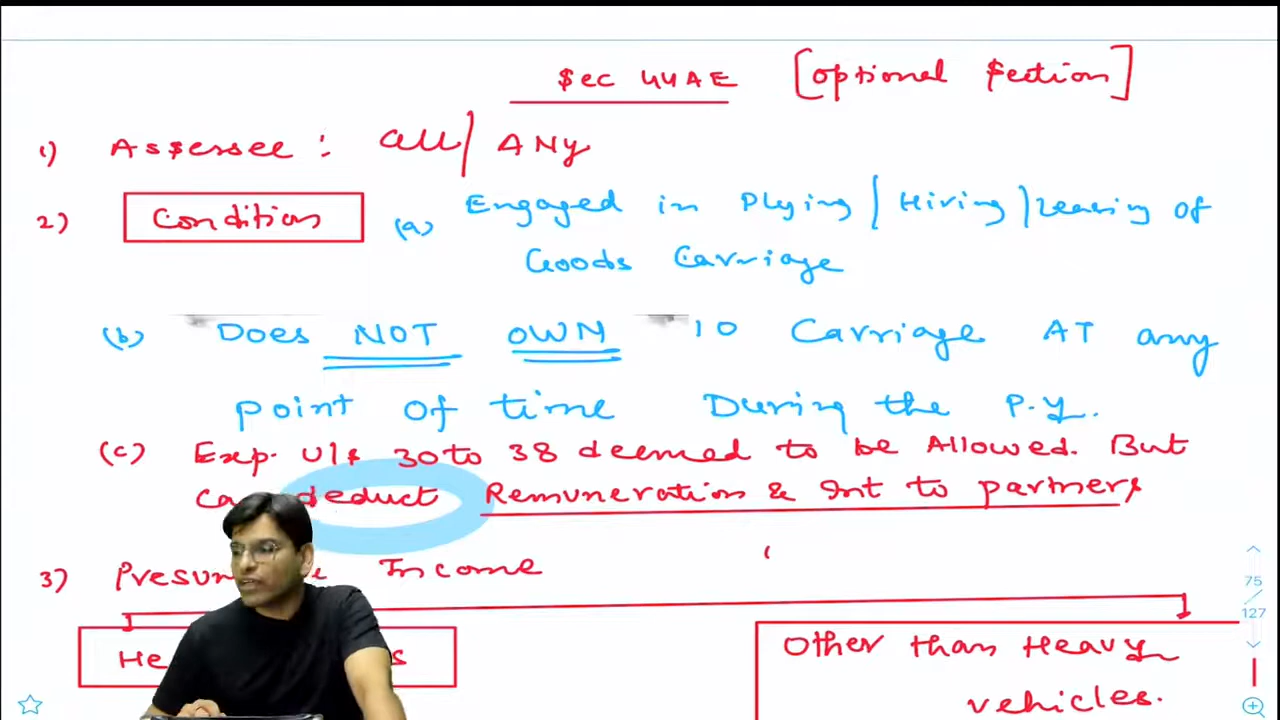 Sec 44AE [optional Section]
1) Assessee : All / ANY
2) Condition (a) Engaged in Plying / Hiring / Leasing of
Goods Carriage
(b) Does NOT OWN 10 Carriage AT any
point of time During the P.Y.
(c) Exp. U/s 30 to 38 deemed to be Allowed. But
deduct Remuneration & Int to partners
3) Income
Other than Heavy
vehicles.
75
127